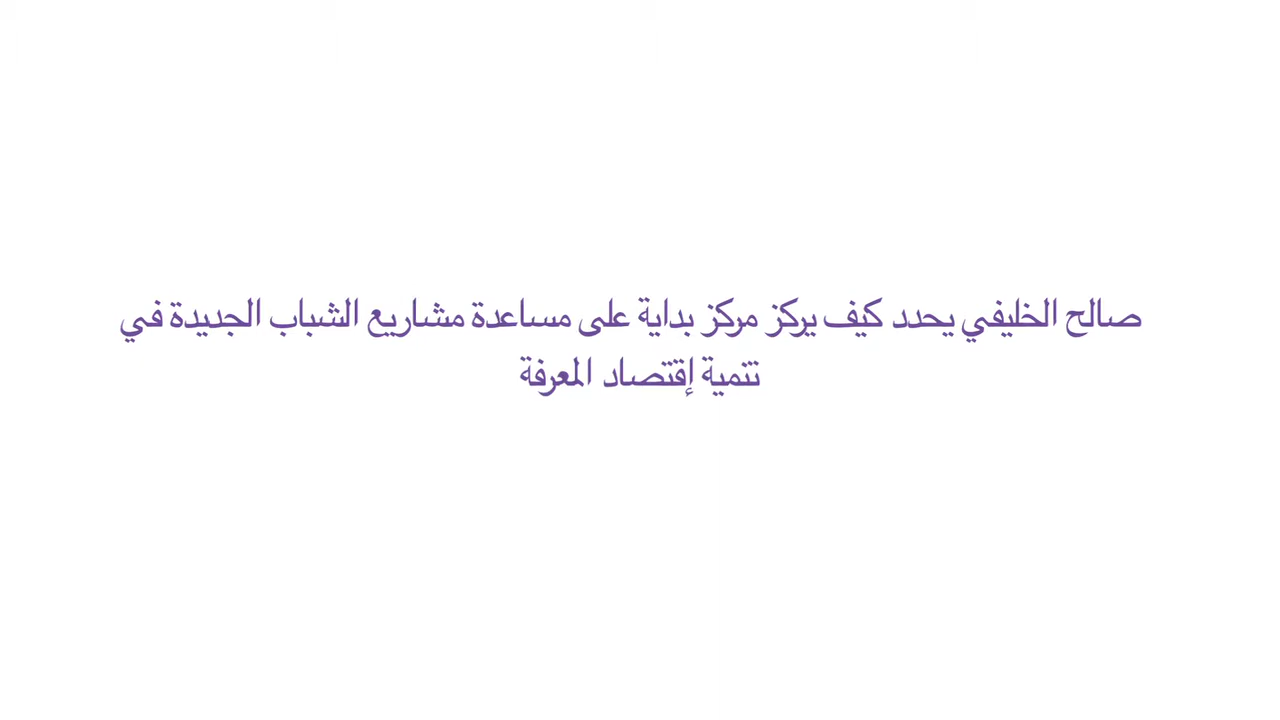 صالح الخليفي يحدد كيف يركز مركز بداية على مساعدة مشاريع الشباب الجديدة في
تنمية إقتصاد المعرفة